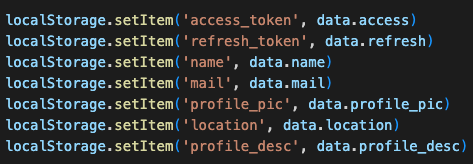 localStorage.setItem('access_token', data.access)
localStorage.setItem('refresh_token', data.refresh)
localStorage.setItem('name', data.name)
localStorage.setItem('mail', data.mail)
localStorage.setItem('profile_pic', data.profile_pic)
localStorage.setItem('location', data.location)
localStorage.setItem('profile_desc', data.profile_desc)